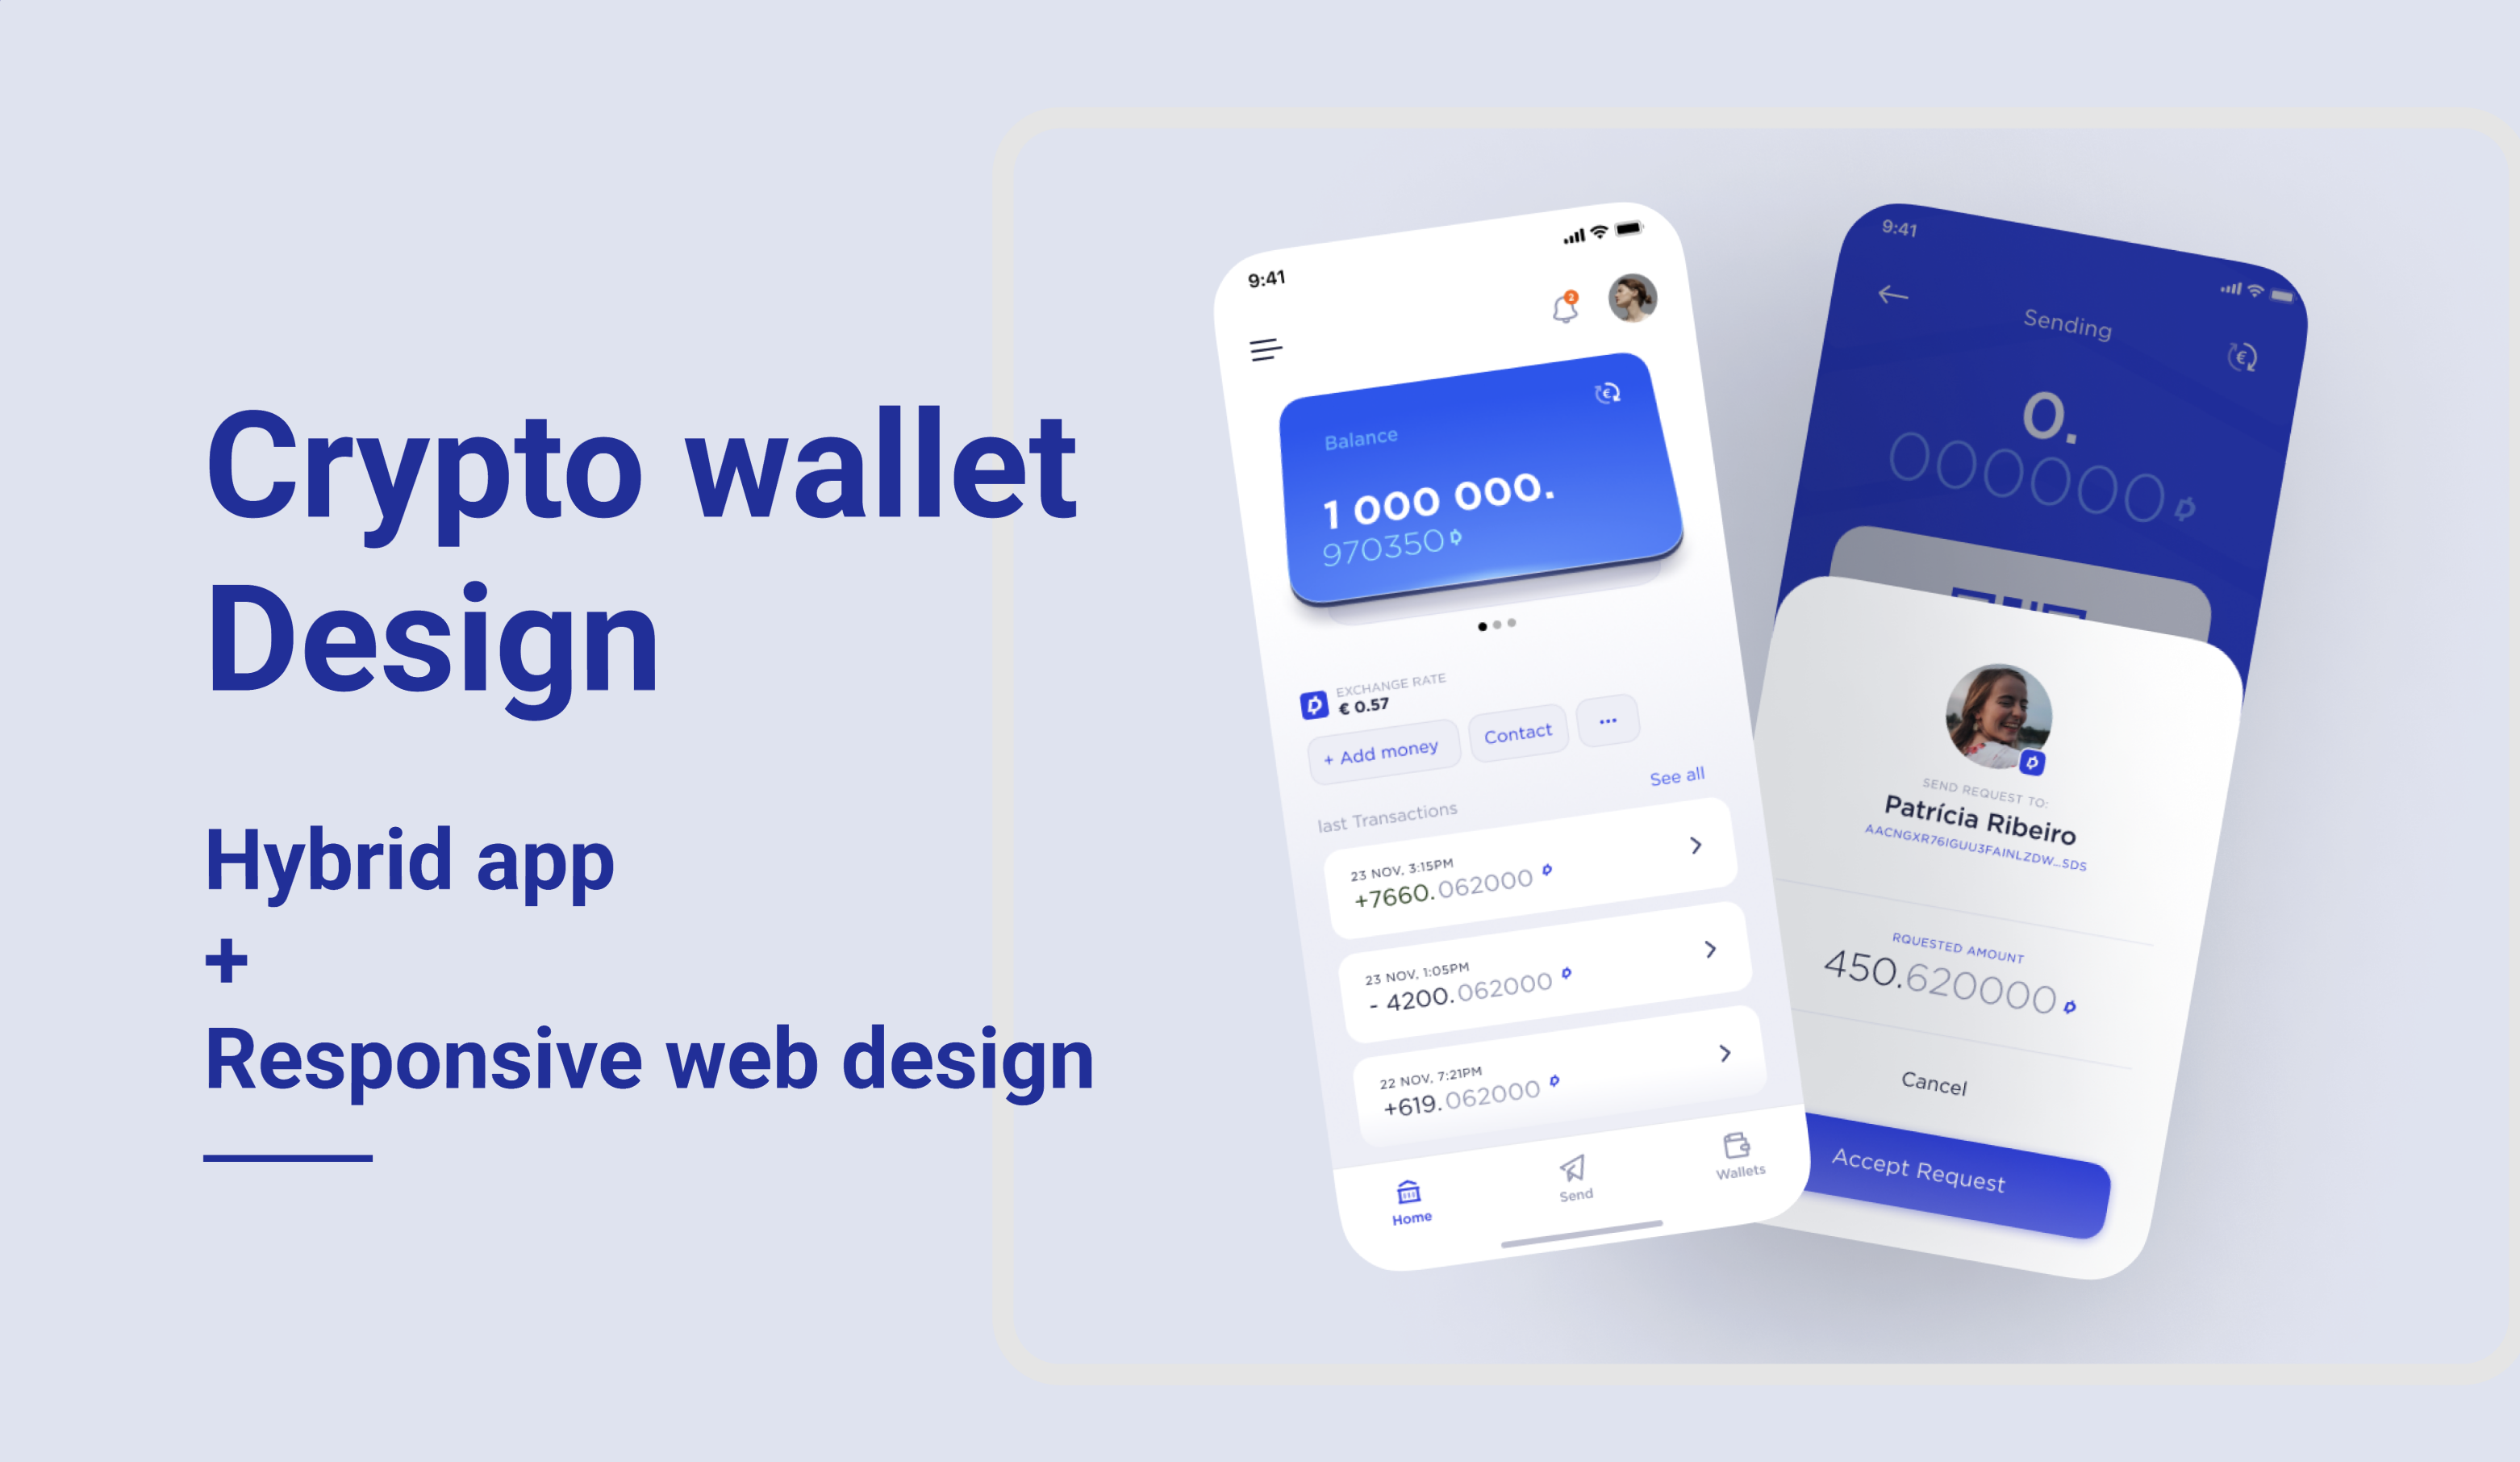 Crypto wallet
Design
Hybrid app
+
Responsive web design
9:41
2
Balance
€
1 000 000.
970350
EXCHANGE RATE
€ 0.57
+ Add money
Contact
...
See all
last Transactions
23 NOV, 3:15PM
+7660.062000
23 NOV, 1:05PM
- 4200.062000
22 NOV, 7:21PM
+619.062000
Home
Send
Wallets
9:41
Sending
€
0.
000000
SEND REQUEST TO:
Patrícia Ribeiro
AACNGXR76IGUU3FAINLZDW...SDS
RQUESTED AMOUNT
450.620000
Cancel
Accept Request